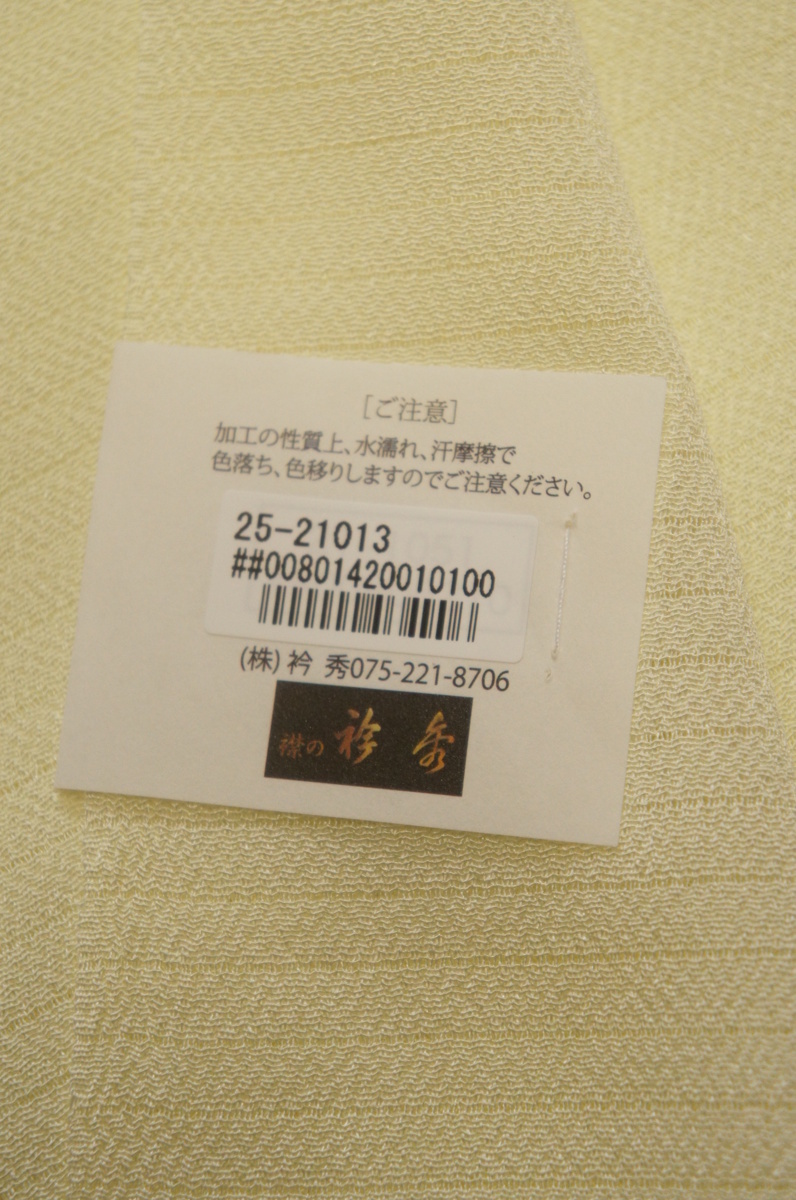 ［ご注意］
加工の性質上、水濡れ、汗摩擦で
色落ち、色移りしますのでご注意ください。
25-21013
##00801420010100
(株) 衿 秀075-221-8706
襟の 衿 秀